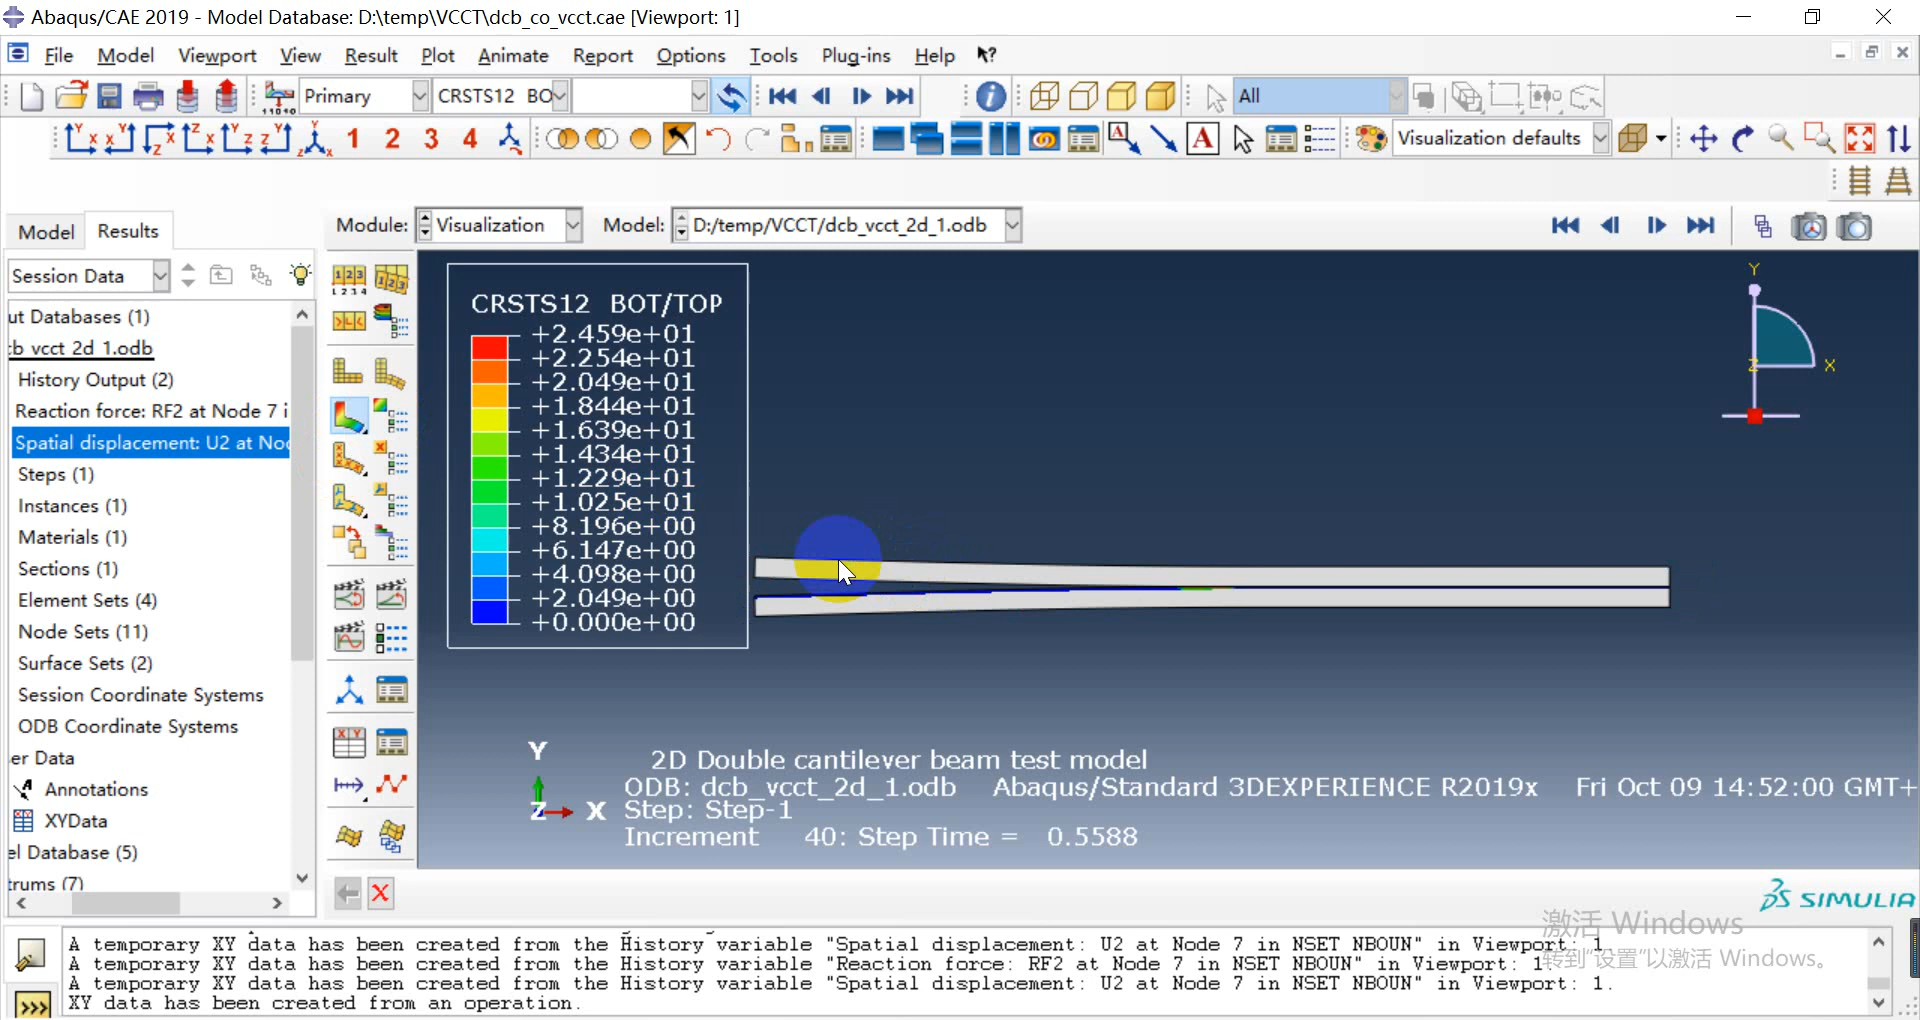 Abaqus/CAE 2019 - Model Database: D:\temp\VCCT\dcb_co_vcct.cae [Viewport: 1]
File Model Viewport View Result Plot Animate Report Options Tools Plug-ins Help
Primary CRSTS12 BO All
1 2 3 4 Visualization defaults
Model Results
Module: Visualization Model: D:/temp/VCCT/dcb_vcct_2d_1.odb
Session Data
ut Databases (1)
cb vcct 2d 1.odb
History Output (2)
Reaction force: RF2 at Node 7 i
Spatial displacement: U2 at Noc
Steps (1)
Instances (1)
Materials (1)
Sections (1)
Element Sets (4)
Node Sets (11)
Surface Sets (2)
Session Coordinate Systems
ODB Coordinate Systems
er Data
Annotations
XYData
el Database (5)
trums (7)
CRSTS12 BOT/TOP
+2.459e+01
+2.254e+01
+2.049e+01
+1.844e+01
+1.639e+01
+1.434e+01
+1.229e+01
+1.025e+01
+8.196e+00
+6.147e+00
+4.098e+00
+2.049e+00
+0.000e+00
Y
X
Z
Y
Z X
2D Double cantilever beam test model
ODB: dcb_vcct_2d_1.odb Abaqus/Standard 3DEXPERIENCE R2019x Fri Oct 09 14:52:00 GMT+
Step: Step-1
Increment 40: Step Time = 0.5588
SIMULIA
激活 Windows
转到"设置"以激活 Windows。
A temporary XY data has been created from the History variable "Spatial displacement: U2 at Node 7 in NSET NBOUN" in Viewport: 1.
A temporary XY data has been created from the History variable "Reaction force: RF2 at Node 7 in NSET NBOUN" in Viewport: 1.
A temporary XY data has been created from the History variable "Spatial displacement: U2 at Node 7 in NSET NBOUN" in Viewport: 1.
XY data has been created from an operation.